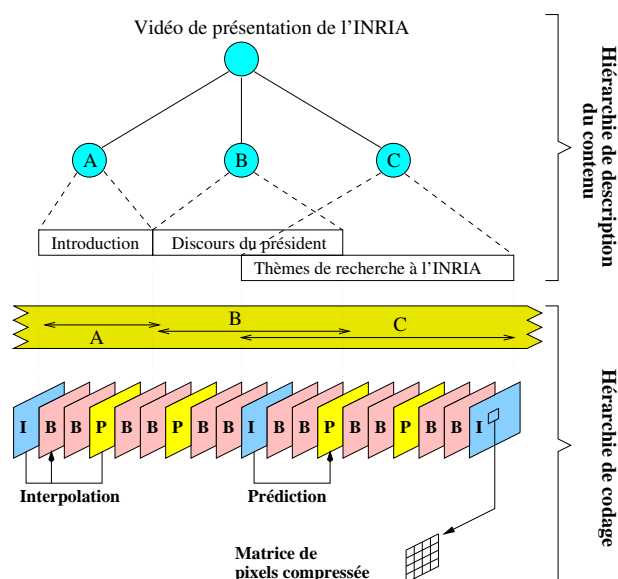 Vidéo de présentation de l'INRIA
A
B
C
Introduction
Discours du président
Thèmes de recherche à l'INRIA
Hiérarchie de description
du contenu
A
B
C
I B B P B B P B B I B B P B B P B B I
Interpolation
Prédiction
Matrice de
pixels compressée
Hérarchie de codage